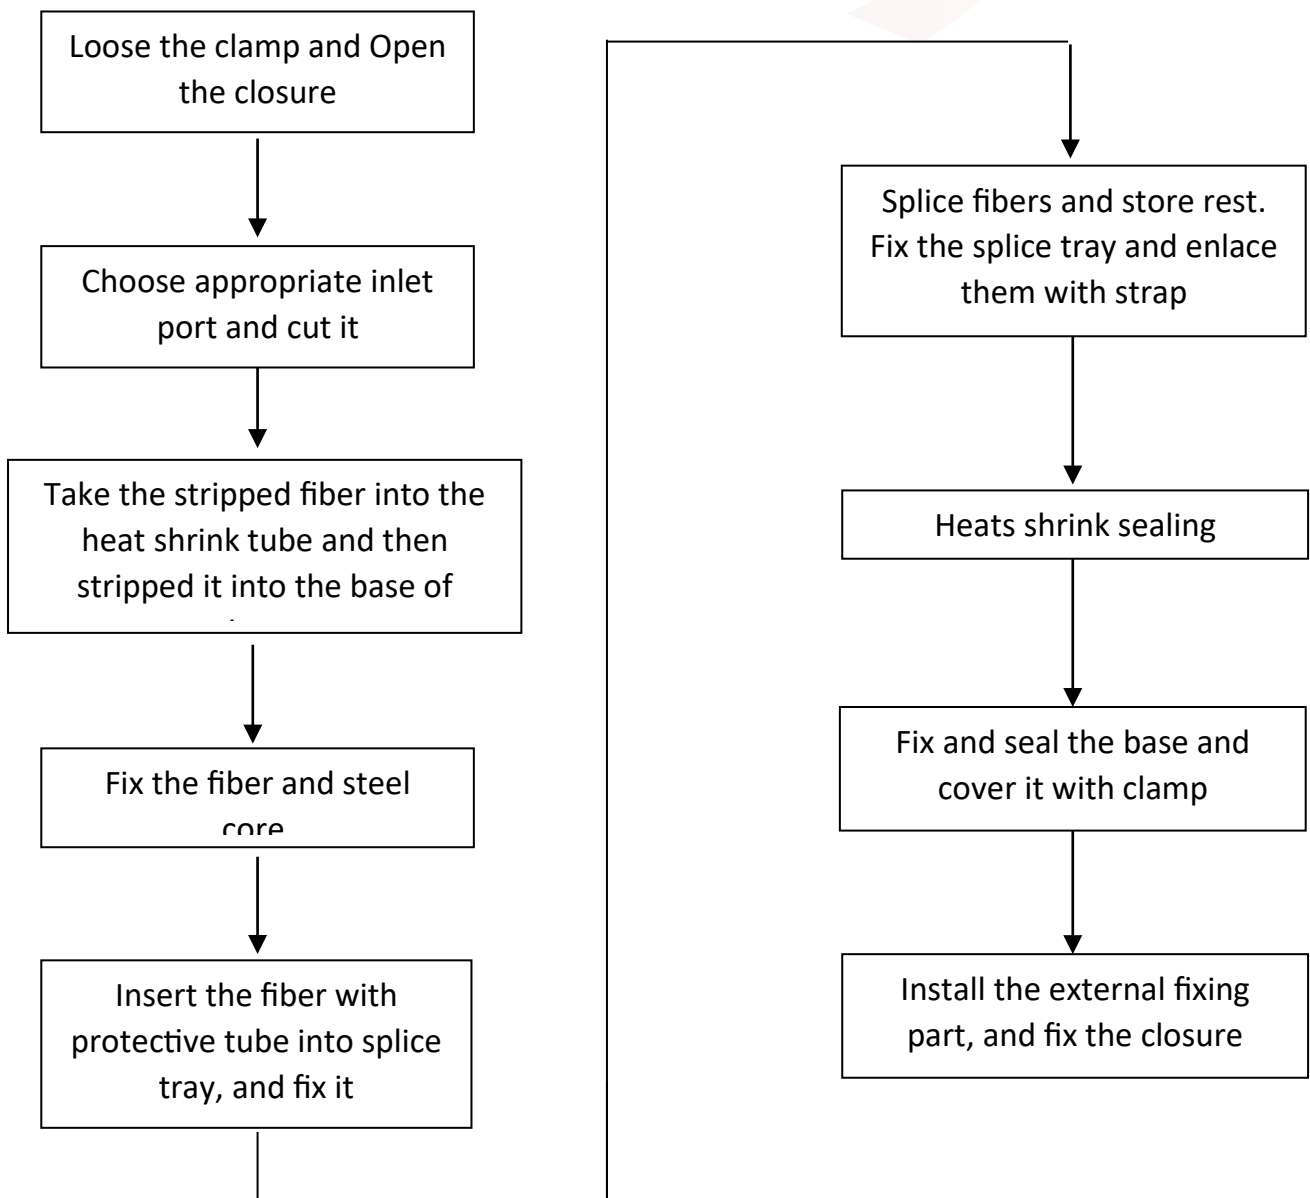 Loose the clamp and Open
the closure
Choose appropriate inlet
port and cut it
Take the stripped fiber into the
heat shrink tube and then
stripped it into the base of
Fix the fiber and steel
core
Insert the fiber with
protective tube into splice
tray, and fix it
Splice fibers and store rest.
Fix the splice tray and enlace
them with strap
Heats shrink sealing
Fix and seal the base and
cover it with clamp
Install the external fixing
part, and fix the closure